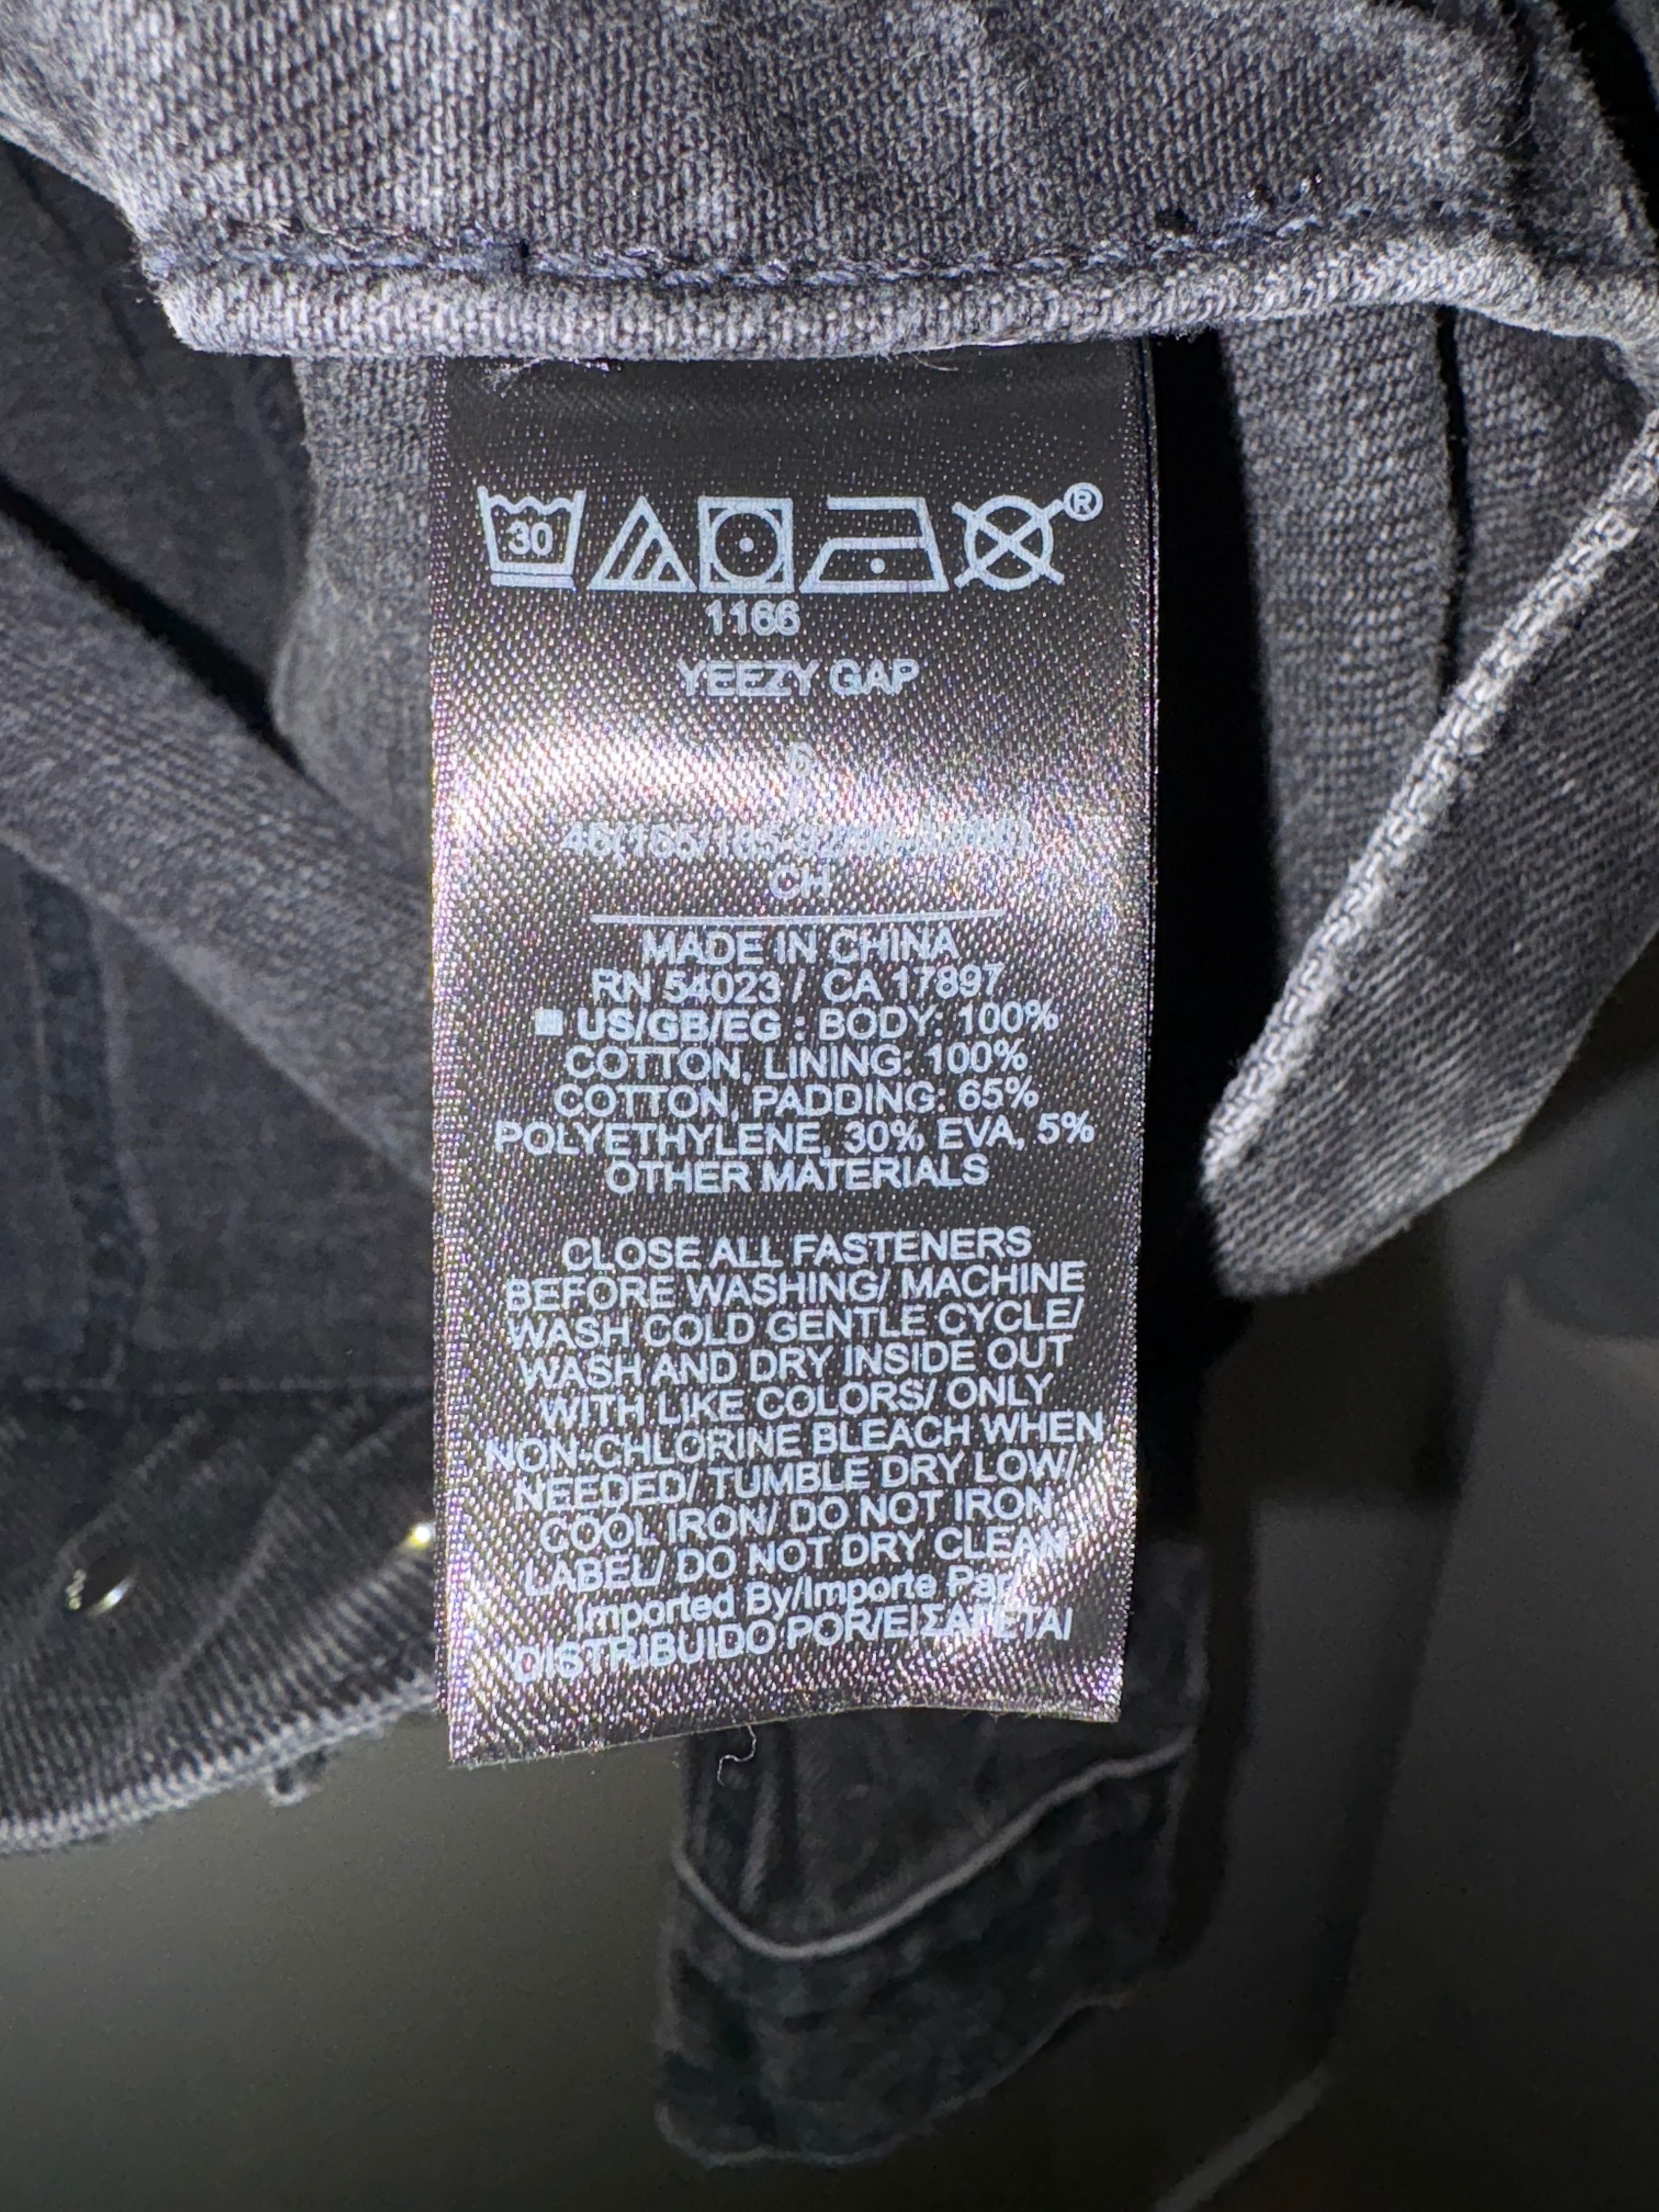 30
®
1166
YEEZY GAP
6
CH
MADE IN CHINA
RN 54023 / CA 17897
US/GB/EG : BODY: 100%
COTTON, LINING: 100%
COTTON, PADDING: 65%
POLYETHYLENE, 30% EVA, 5%
OTHER MATERIALS
CLOSE ALL FASTENERS
BEFORE WASHING/ MACHINE
WASH COLD GENTLE CYCLE/
WASH AND DRY INSIDE OUT
WITH LIKE COLORS/ ONLY
NON-CHLORINE BLEACH WHEN
NEEDED/ TUMBLE DRY LOW/
COOL IRON/ DO NOT IRON
LABEL/ DO NOT DRY CLEAN
Imported By/Importe Par/
DISTRIBUIDO POR/ΕΙΣΑΓΕΤΑΙ